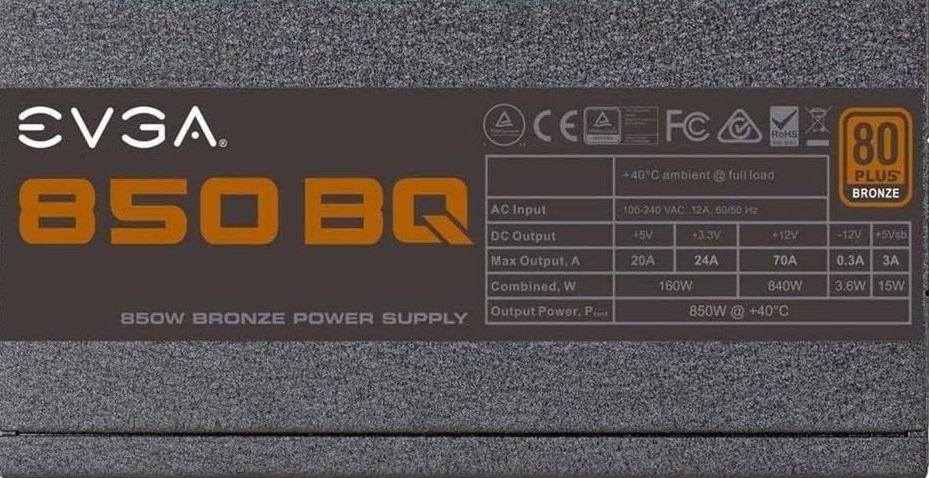 EVGA®
850 BQ
850W BRONZE POWER SUPPLY
CE FC RoHS
80
PLUS
BRONZE
+40°C ambient @ full load
AC Input 100-240 VAC, 12A, 60/50 Hz
DC Output +5V +3.3V +12V -12V +5Vsb
Max Output, A 20A 24A 70A 0.3A 3A
Combined, W 160W 840W 3.6W 15W
Output Power, Pcont 850W @ +40°C